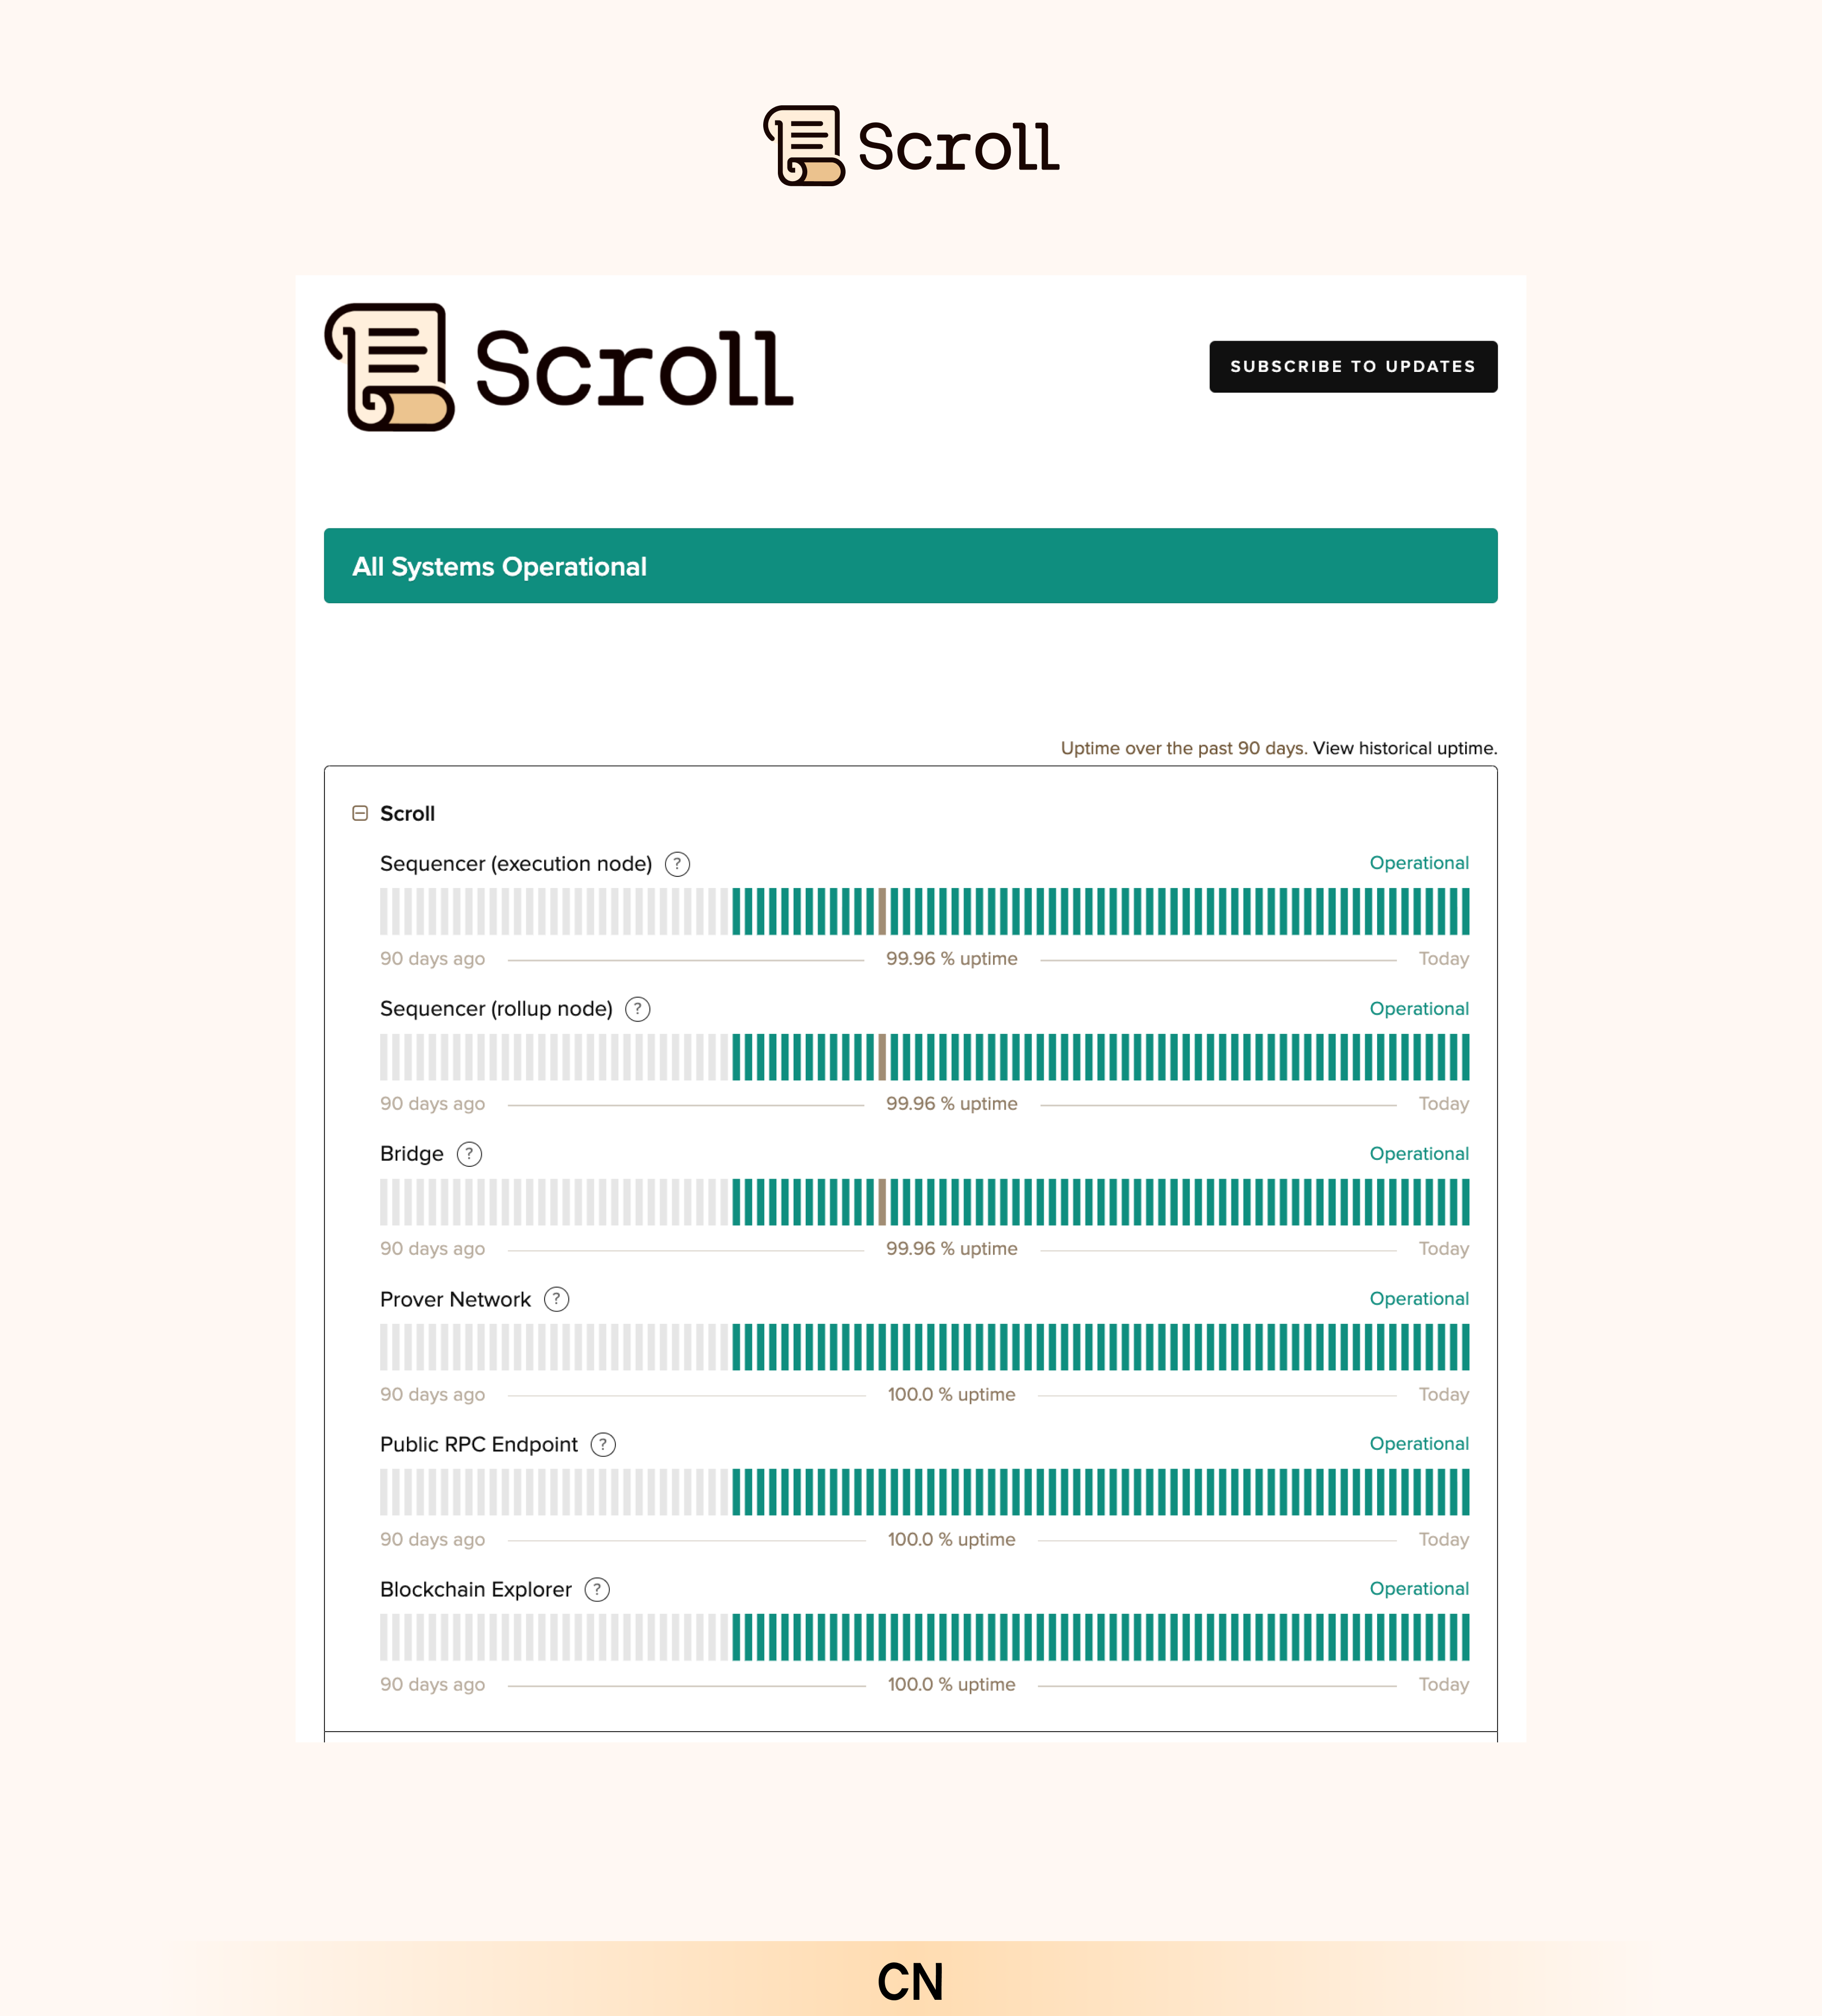 Scroll
Scroll
SUBSCRIBE TO UPDATES
All Systems Operational
Uptime over the past 90 days. View historical uptime.
Scroll
Sequencer (execution node) ? Operational
90 days ago 99.96 % uptime Today
Sequencer (rollup node) ? Operational
90 days ago 99.96 % uptime Today
Bridge ? Operational
90 days ago 99.96 % uptime Today
Prover Network ? Operational
90 days ago 100.0 % uptime Today
Public RPC Endpoint ? Operational
90 days ago 100.0 % uptime Today
Blockchain Explorer ? Operational
90 days ago 100.0 % uptime Today
CN